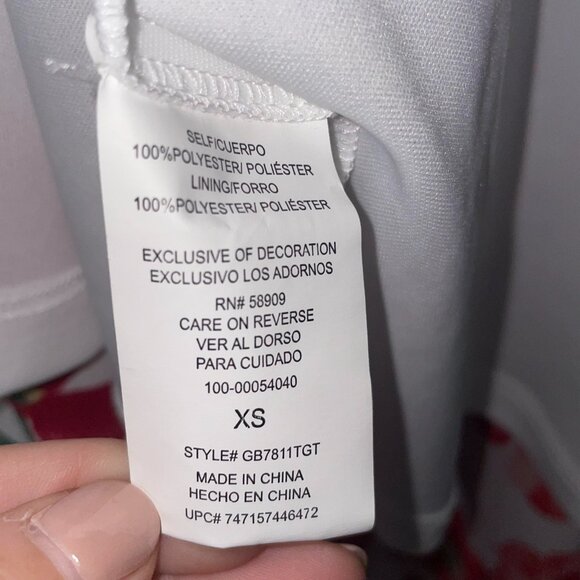 SELF/CUERPO
100%POLYESTER/ POLIÉSTER
LINING/FORRO
100%POLYESTER/ POLIÉSTER
EXCLUSIVE OF DECORATION
EXCLUSIVO LOS ADORNOS
RN# 58909
CARE ON REVERSE
VER AL DORSO
PARA CUIDADO
100-00054040
XS
STYLE# GB7811TGT
MADE IN CHINA
HECHO EN CHINA
UPC# 747157446472